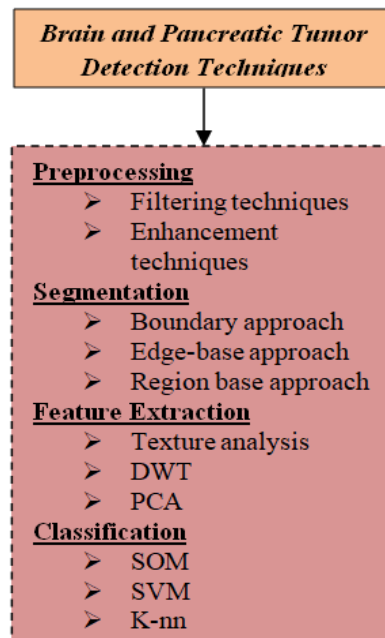 Brain and Pancreatic Tumor
Detection Techniques
Preprocessing
➢ Filtering techniques
➢ Enhancement
techniques
Segmentation
➢ Boundary approach
➢ Edge-base approach
➢ Region base approach
Feature Extraction
➢ Texture analysis
➢ DWT
➢ PCA
Classification
➢ SOM
➢ SVM
➢ K-nn